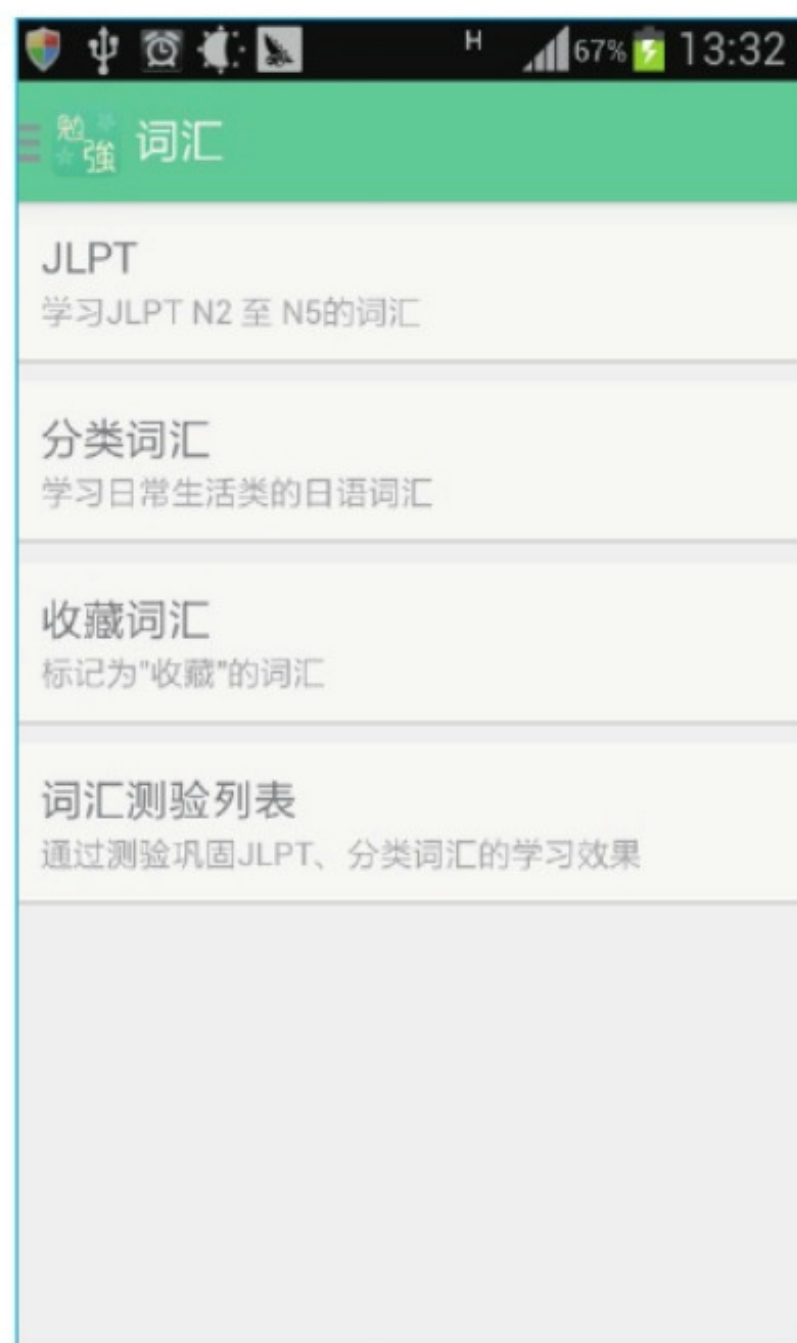 H 67% 13:32
勉強 词汇
JLPT
学习JLPT N2 至 N5的词汇
分类词汇
学习日常生活类的日语词汇
收藏词汇
标记为"收藏"的词汇
词汇测验列表
通过测验巩固JLPT、分类词汇的学习效果